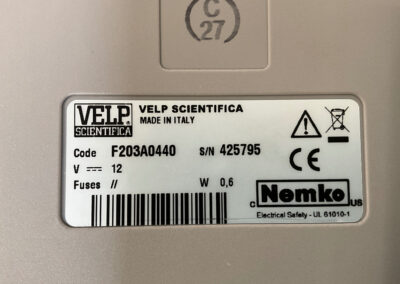 C
27
VELP
SCIENTIFICA
VELP SCIENTIFICA
MADE IN ITALY
Code F203A0440 S/N 425795
V ⎓ 12
Fuses // W 0,6
CE
C Nemko US
Electrical Safety - UL 61010-1